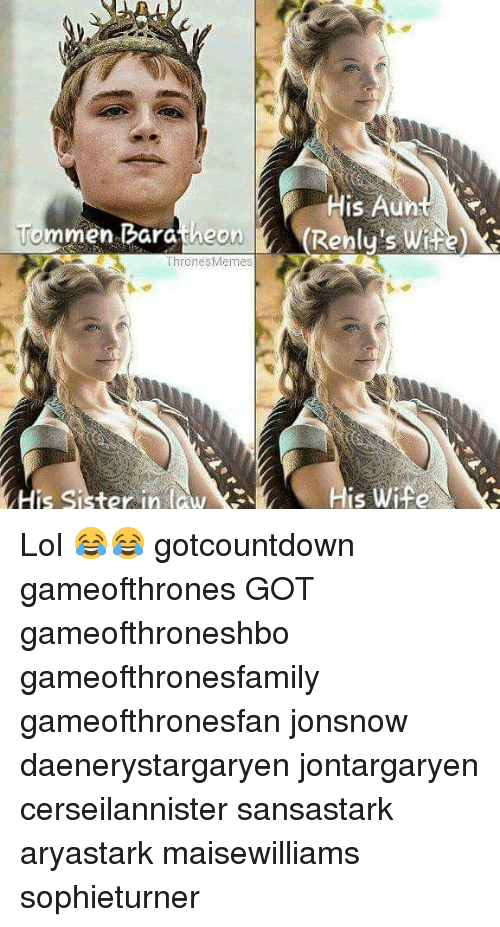 Tommen Baratheon
His Aunt
(Renly's Wife)
ThronesMemes
His Sister in law
His Wife
Lol 😂😂 gotcountdown
gameofthrones GOT
gameofthroneshbo
gameofthronesfamily
gameofthronesfan jonsnow
daenerystargaryen jontargaryen
cerseilannister sansastark
aryastark maisewilliams
sophieturner